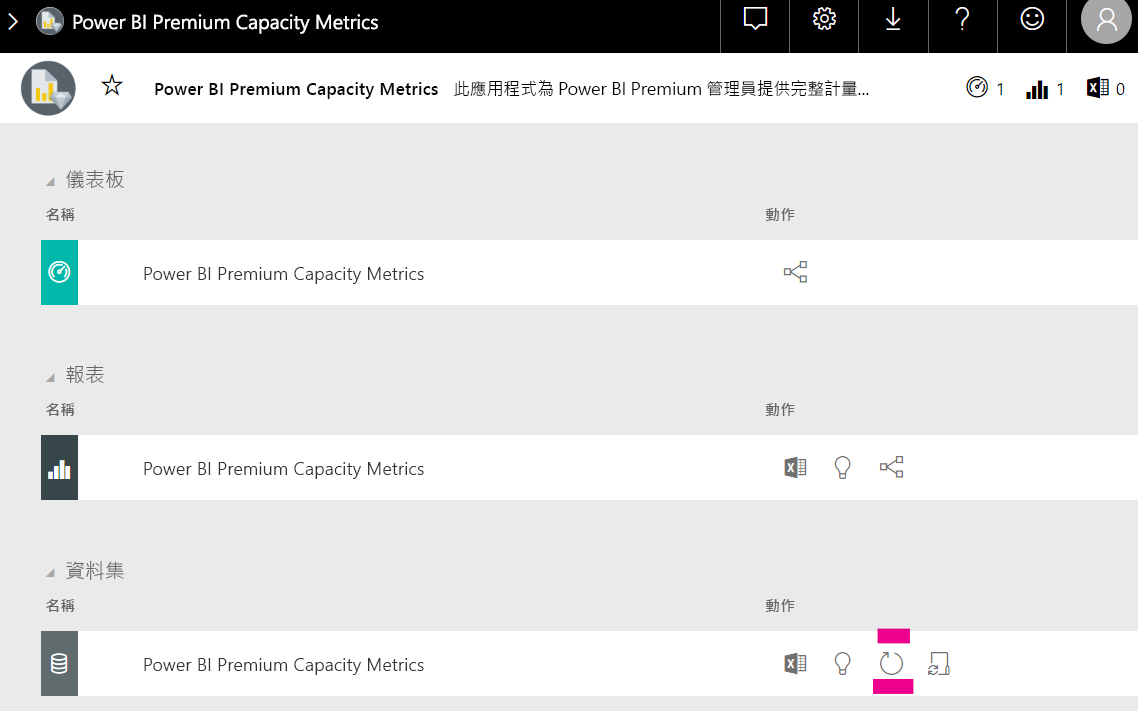 Power BI Premium Capacity Metrics
Power BI Premium Capacity Metrics 此應用程式為 Power BI Premium 管理員提供完整計量... 1 1 0
儀表板
名稱 動作
Power BI Premium Capacity Metrics
報表
名稱 動作
Power BI Premium Capacity Metrics
資料集
名稱 動作
Power BI Premium Capacity Metrics